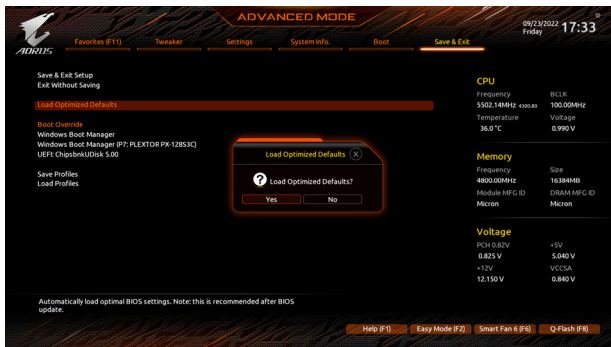 ADVANCED MODE
09/23/2022 Friday 17:33
AORUS
Favorites (F11) Tweaker Settings System Info. Boot Save & Exit
Save & Exit Setup
Exit Without Saving
Load Optimized Defaults
Boot Override
Windows Boot Manager
Windows Boot Manager (P7: PLEXTOR PX-128S3C)
UEFI: ChipsbnkUDisk 5.00
Save Profiles
Load Profiles
Load Optimized Defaults
Load Optimized Defaults?
Yes No
CPU
Frequency BCLK
5502.14MHz 4300.80 100.00MHz
Temperature Voltage
36.0 °C 0.990 V
Memory
Frequency Size
4800.00MHz 16384MB
Module MFG ID DRAM MFG ID
Micron Micron
Voltage
PCH 0.82V +5V
0.825 V 5.040 V
+12V VCCSA
12.150 V 0.840 V
Automatically load optimal BIOS settings. Note: this is recommended after BIOS
update.
Help (F1) Easy Mode (F2) Smart Fan 6 (F6) Q-Flash (F8)